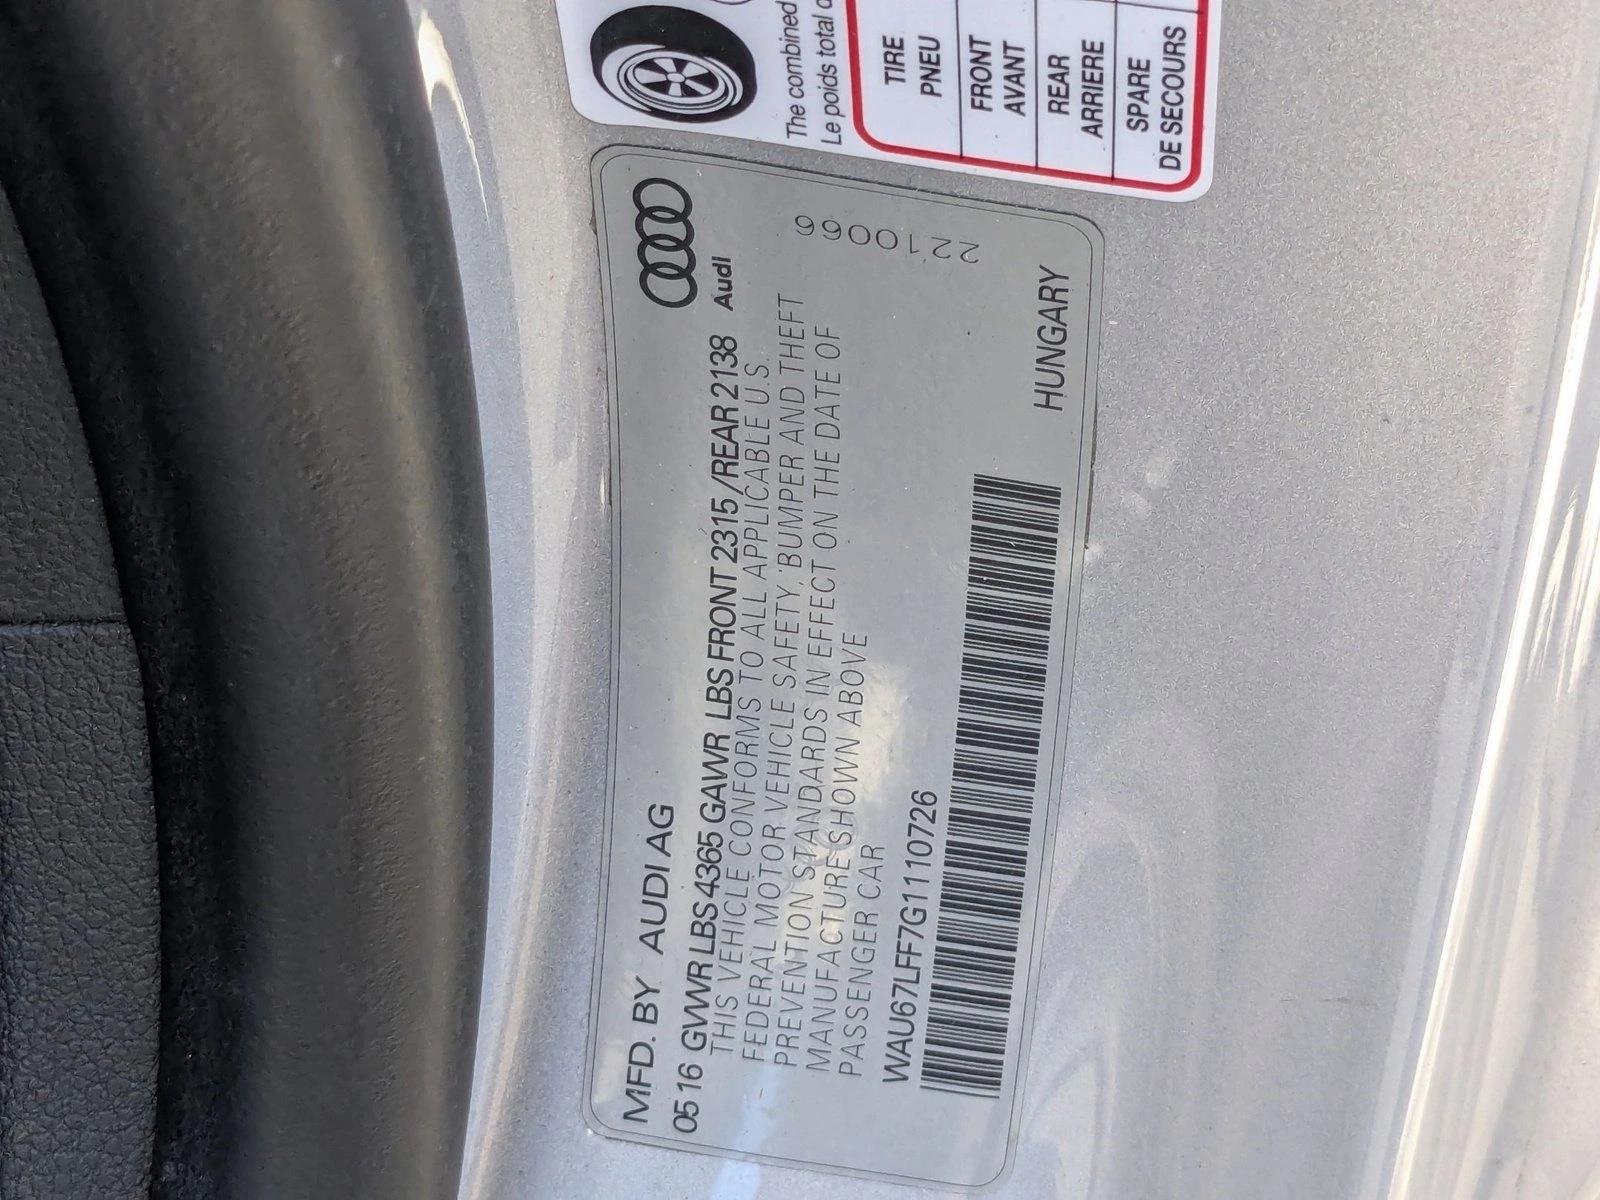 MFD. BY AUDI AG
Audi
05 16 GVWR LBS 4365 GAWR LBS FRONT 2315 /REAR 2138
THIS VEHICLE CONFORMS TO ALL APPLICABLE U.S.
FEDERAL MOTOR VEHICLE SAFETY, BUMPER AND THEFT
PREVENTION STANDARDS IN EFFECT ON THE DATE OF
MANUFACTURE SHOWN ABOVE
PASSENGER CAR
WAU67LFF7G1110726
HUNGARY
2210066
The combined
Le poids total
TIRE
PNEU
FRONT
AVANT
REAR
ARRIERE
SPARE
DE SECOURS